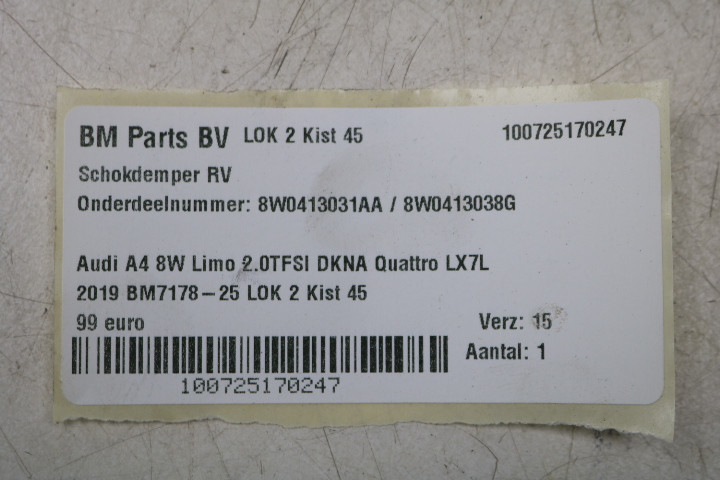 BM Parts BV LOK 2 Kist 45 100725170247
Schokdemper RV
Onderdeelnummer: 8W0413031AA / 8W0413038G
Audi A4 8W Limo 2.0TFSI DKNA Quattro LX7L
2019 BM7178-25 LOK 2 Kist 45
99 euro Verz: 15
Aantal: 1
100725170247